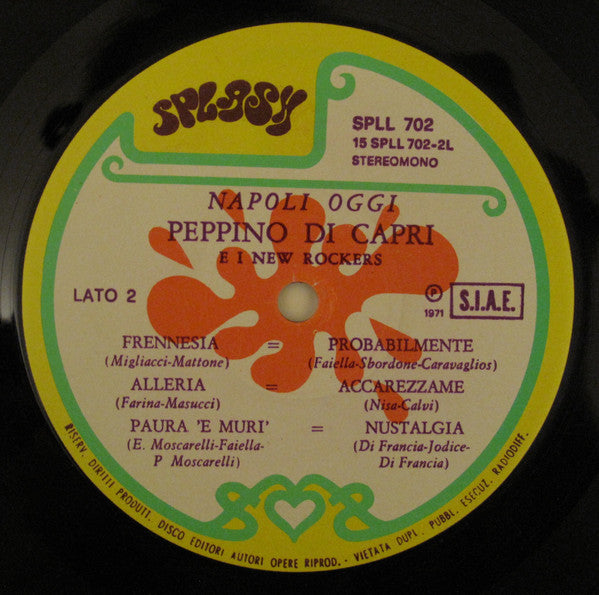 SPLASH
SPLL 702
15 SPLL 702-2L
STEREOMONO
NAPOLI OGGI
PEPPINO DI CAPRI
E I NEW ROCKERS
LATO 2
P 1971
S.I.A.E.
FRENNESIA = PROBABILMENTE
(Migliacci-Mattone) (Faiella-Sbordone-Caravaglios)
ALLERIA = ACCAREZZAME
(Farina-Masucci) (Nisa-Calvi)
PAURA 'E MURI' = NUSTALGIA
(E. Moscarelli-Faiella- (Di Francia-Jodice-
P Moscarelli) Di Francia)
RISERV. DIRITTI PRODUTT. DISCO EDITORI AUTORI OPERE RIPROD. - VIETATA DUPL. PUBBL. ESECUZ. RADIODIFF.